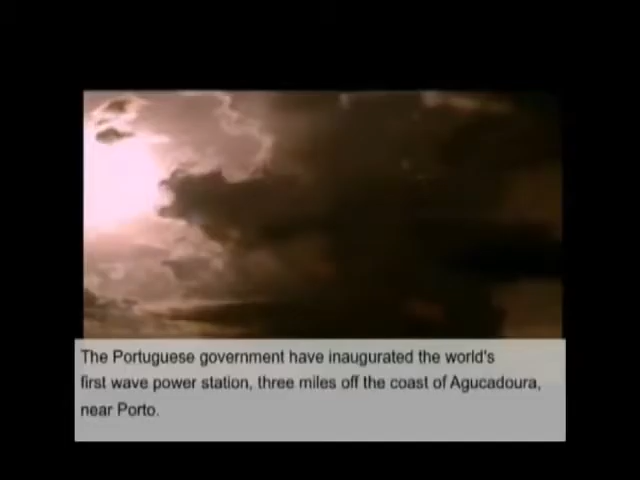 The Portuguese government have inaugurated the world's
first wave power station, three miles off the coast of Agucadoura,
near Porto.